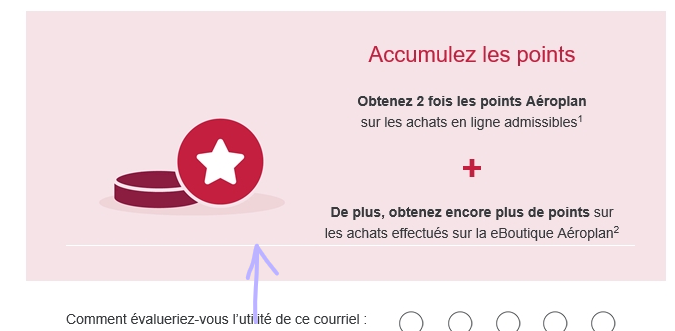 Accumulez les points
Obtenez 2 fois les points Aéroplan
sur les achats en ligne admissibles¹
+
De plus, obtenez encore plus de points sur
les achats effectués sur la eBoutique Aéroplan²
Comment évalueriez-vous l'utilité de ce courriel :